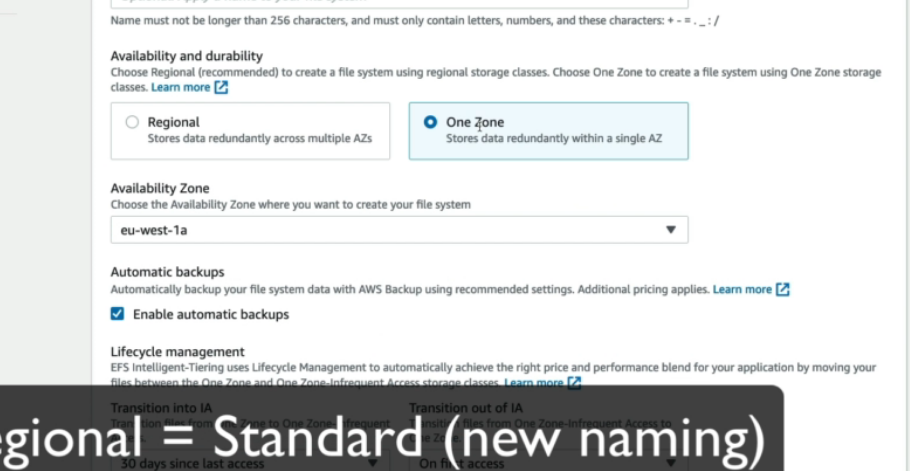 Name must not be longer than 256 characters, and must only contain letters, numbers, and these characters: + - = . _ : /
Availability and durability
Choose Regional (recommended) to create a file system using regional storage classes. Choose One Zone to create a file system using One Zone storage
classes. Learn more
Regional
Stores data redundantly across multiple AZs
One Zone
Stores data redundantly within a single AZ
Availability Zone
Choose the Availability Zone where you want to create your file system
eu-west-1a
Automatic backups
Automatically backup your file system data with AWS Backup using recommended settings. Additional pricing applies. Learn more
Enable automatic backups
Lifecycle management
EFS Intelligent-Tiering uses Lifecycle Management to automatically achieve the right price and performance blend for your application by moving your
files between the One Zone and One Zone-Infrequent Access storage classes. Learn more
Transition into IA
Transition out of IA
egional = Standard (new naming)
30 days since last access
On first access